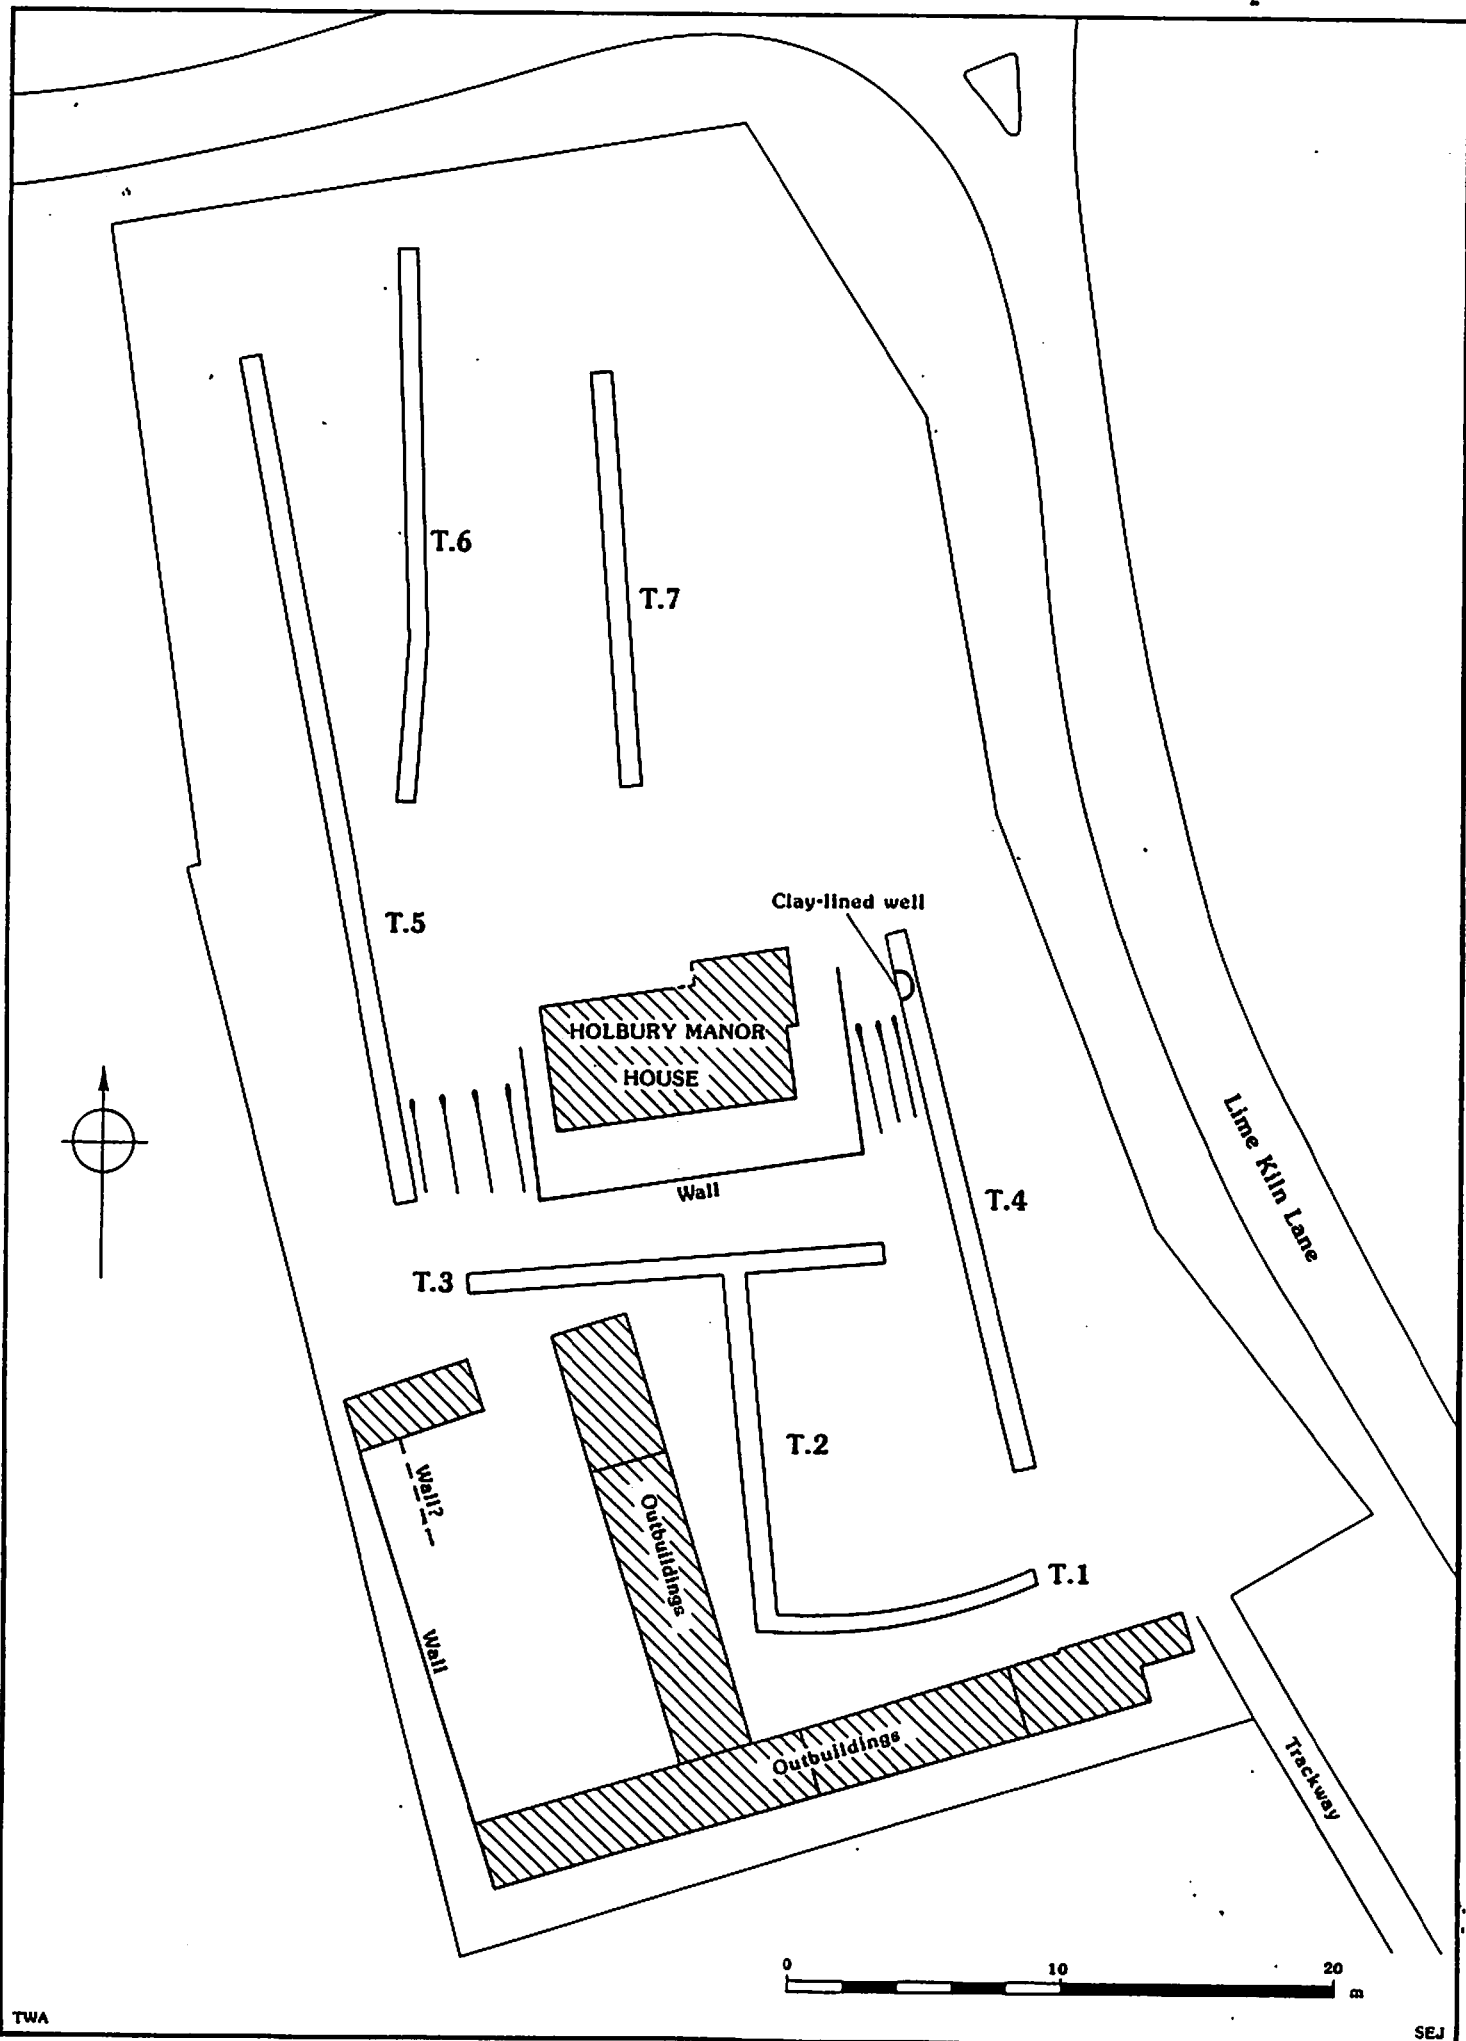 T.6
T.7
Clay-lined well
T.5
HOLBURY MANOR
HOUSE
Lime Kiln Lane
Wall
T.4
T.3
T.2
Wall?
Outbuildings
T.1
Wall
Outbuildings
Trackway
0 10 20
m
TWA
SEJ